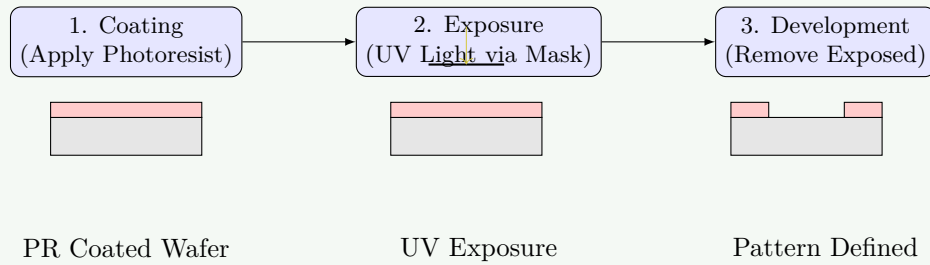 1. Coating
(Apply Photoresist)
2. Exposure
(UV Light via Mask)
3. Development
(Remove Exposed)
PR Coated Wafer
UV Exposure
Pattern Defined